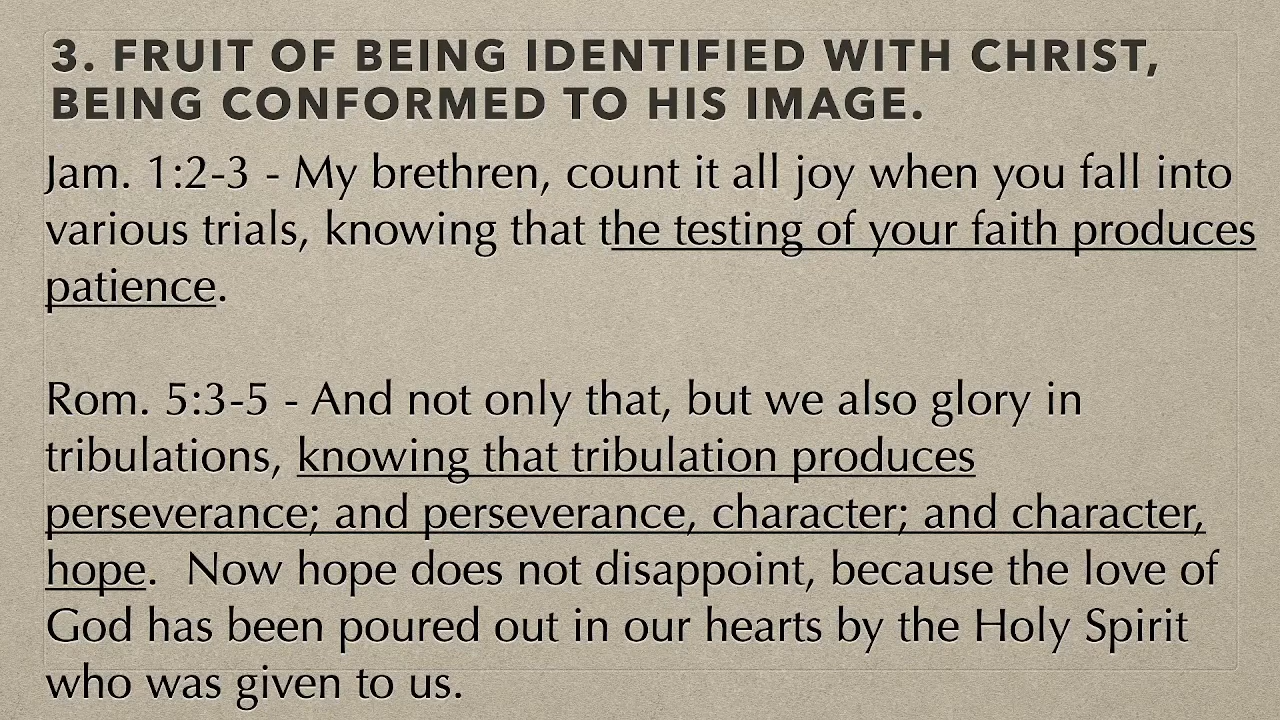 3. FRUIT OF BEING IDENTIFIED WITH CHRIST,
BEING CONFORMED TO HIS IMAGE.
Jam. 1:2-3 - My brethren, count it all joy when you fall into
various trials, knowing that the testing of your faith produces
patience.
Rom. 5:3-5 - And not only that, but we also glory in
tribulations, knowing that tribulation produces
perseverance; and perseverance, character; and character,
hope.  Now hope does not disappoint, because the love of
God has been poured out in our hearts by the Holy Spirit
who was given to us.